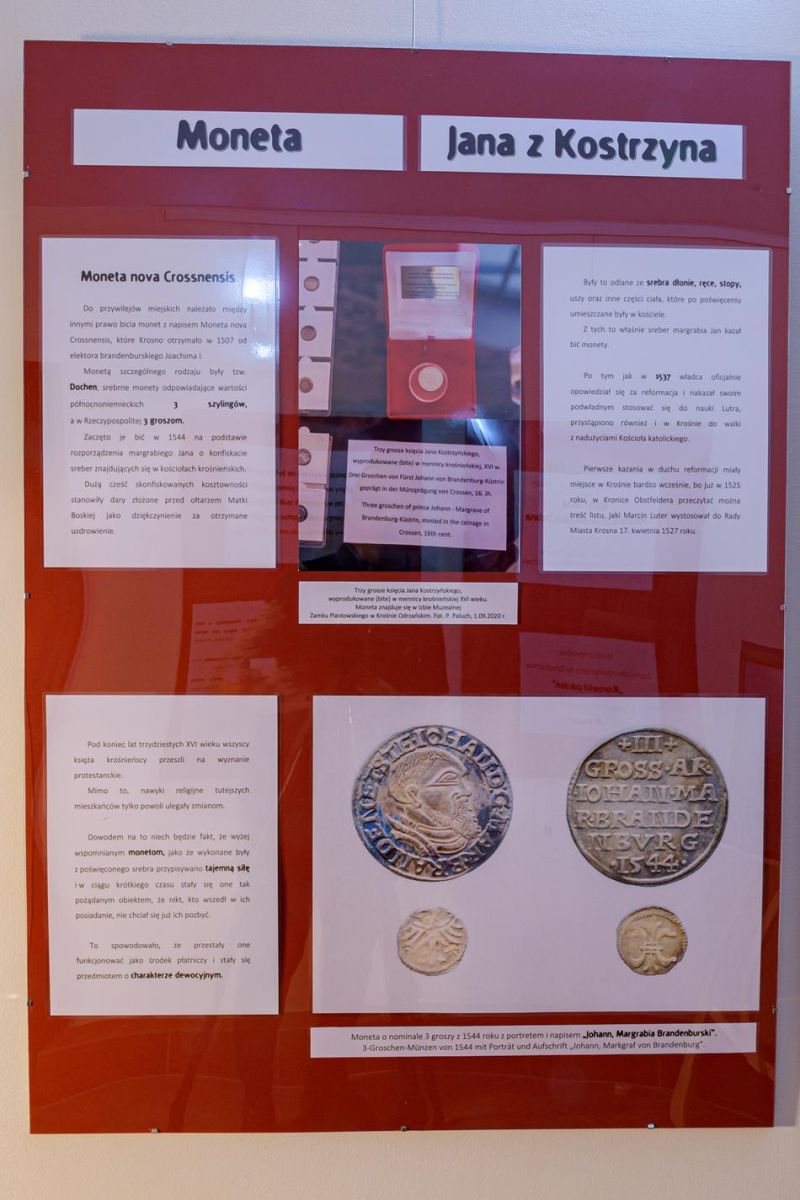 Moneta
Jana z Kostrzyna
Moneta nova Crossnensis
Do przywilejów miejskich należało między
innymi prawo bicia monet z napisem Moneta nova
Crossnensis, które Krosno otrzymało w 1507 od
elektora brandenburskiego Joachima I.
Monetą szczególnego rodzaju były tzw.
Dochen, srebrne monety odpowiadające wartości
północnoniemieckich 3 szylingów,
a w Rzeczypospolitej 3 groszom.
Zaczęto je bić w 1544 na podstawie
rozporządzenia margrabiego Jana o konfiskacie
sreber znajdujących się w kościołach krośnieńskich.
Dużą cześć skonfiskowanych kosztowności
stanowiły dary złożone przed ołtarzem Matki
Boskiej jako dziękczynienie za otrzymane
uzdrowienie.
Trzy grosze księcia Jana Kostrzyńskiego,
wyprodukowane (bite) w mennicy krośnieńskiej, XVI w.
Drei Groschen von Fürst Johann von Brandenburg-Küstrin
geprägt in der Münzprägung von Crossen, 16. Jh.
Three groschen of prince Johann - Margrave of
Brandenburg-Küstrin, minted in the coinage in
Crossen, 16th cent.
Trzy grosze księcia Jana Kostrzyńskiego,
wyprodukowane (bite) w mennicy krośnieńskiej XVI wieku.
Moneta znajduje się w Izbie Muzealnej
Zamku Piastowskiego w Krośnie Odrzańskim. Fot. P. Paluch, 1.09.2020 r.
Były to odlane ze srebra dłonie, ręce, stopy,
uszy oraz inne części ciała, które po poświęceniu
umieszczane były w kościele.
Z tych to właśnie sreber margrabia Jan kazał
bić monety.
Po tym jak w 1537 władca oficjalnie
opowiedział się za reformacja i nakazał swoim
podwładnym stosować się do nauki Lutra,
przystąpiono również i w Krośnie do walki
z nadużyciami Kościoła katolickiego.
Pierwsze kazania w duchu reformacji miały
miejsce w Krośnie bardzo wcześnie, bo już w 1525
roku, w Kronice Obstfeldera przeczytać można
treść listu, jaki Marcin Luter wystosował do Rady
Miasta Krosna 17. kwietnia 1527 roku.
Pod koniec lat trzydziestych XVI wieku wszyscy
księża krośnieńscy przeszli na wyznanie
protestanckie.
Mimo to, nawyki religijne tutejszych
mieszkańców tylko powoli ulegały zmianom.
Dowodem na to niech będzie fakt, że wyżej
wspomnianym monetom, jako że wykonane były
z poświęconego srebra przypisywano tajemną siłę
i w ciągu krótkiego czasu stały się one tak
pożądanym obiektem, że nikt, kto wszedł w ich
posiadanie, nie chciał się już ich pozbyć.
To spowodowało, że przestały one
funkcjonować jako środek płatniczy i stały się
przedmiotem o charakterze dewocyjnym.
+III+
GROSS·AR
IOHAN·MA
RBRANDE
NBURG
·1544·
Moneta o nominale 3 groszy z 1544 roku z portretem i napisem „Johann, Margrabia Brandenburski".
3-Groschen-Münzen von 1544 mit Porträt und Aufschrift „Johann, Markgraf von Brandenburg".